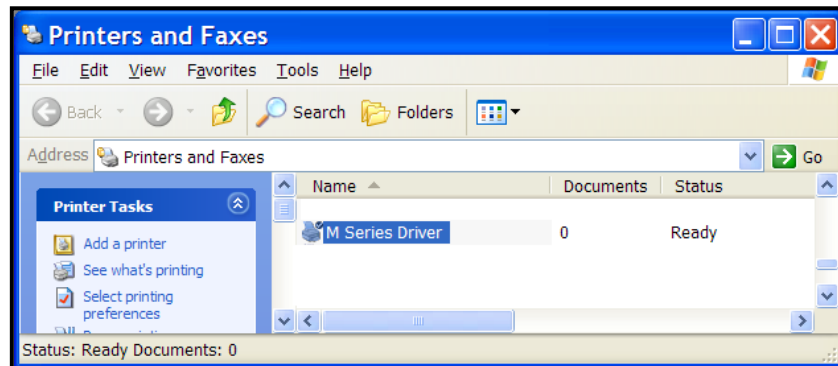 Printers and Faxes
File Edit View Favorites Tools Help
Back Search Folders
Address Printers and Faxes Go
Printer Tasks
Add a printer
See what's printing
Select printing
preferences
Name Documents Status
M Series Driver 0 Ready
Status: Ready Documents: 0